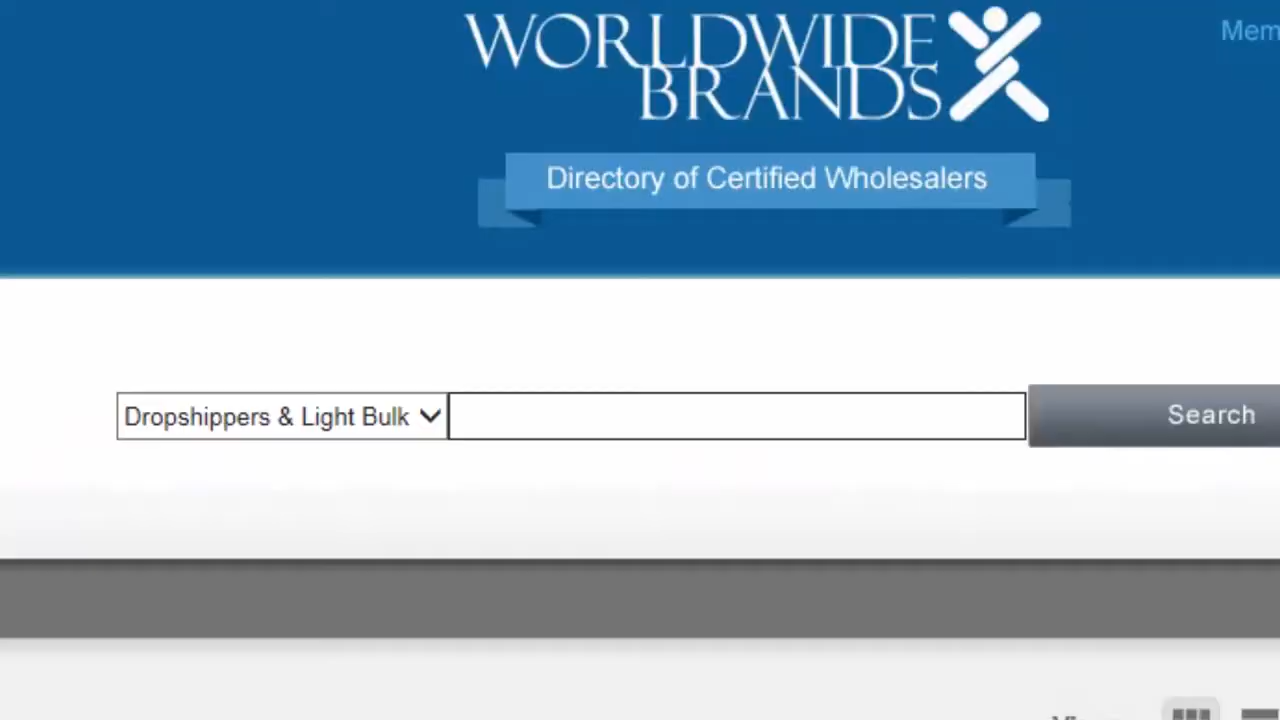 WORLDWIDE
BRANDS
Mem
Directory of Certified Wholesalers
Dropshippers & Light Bulk
Search